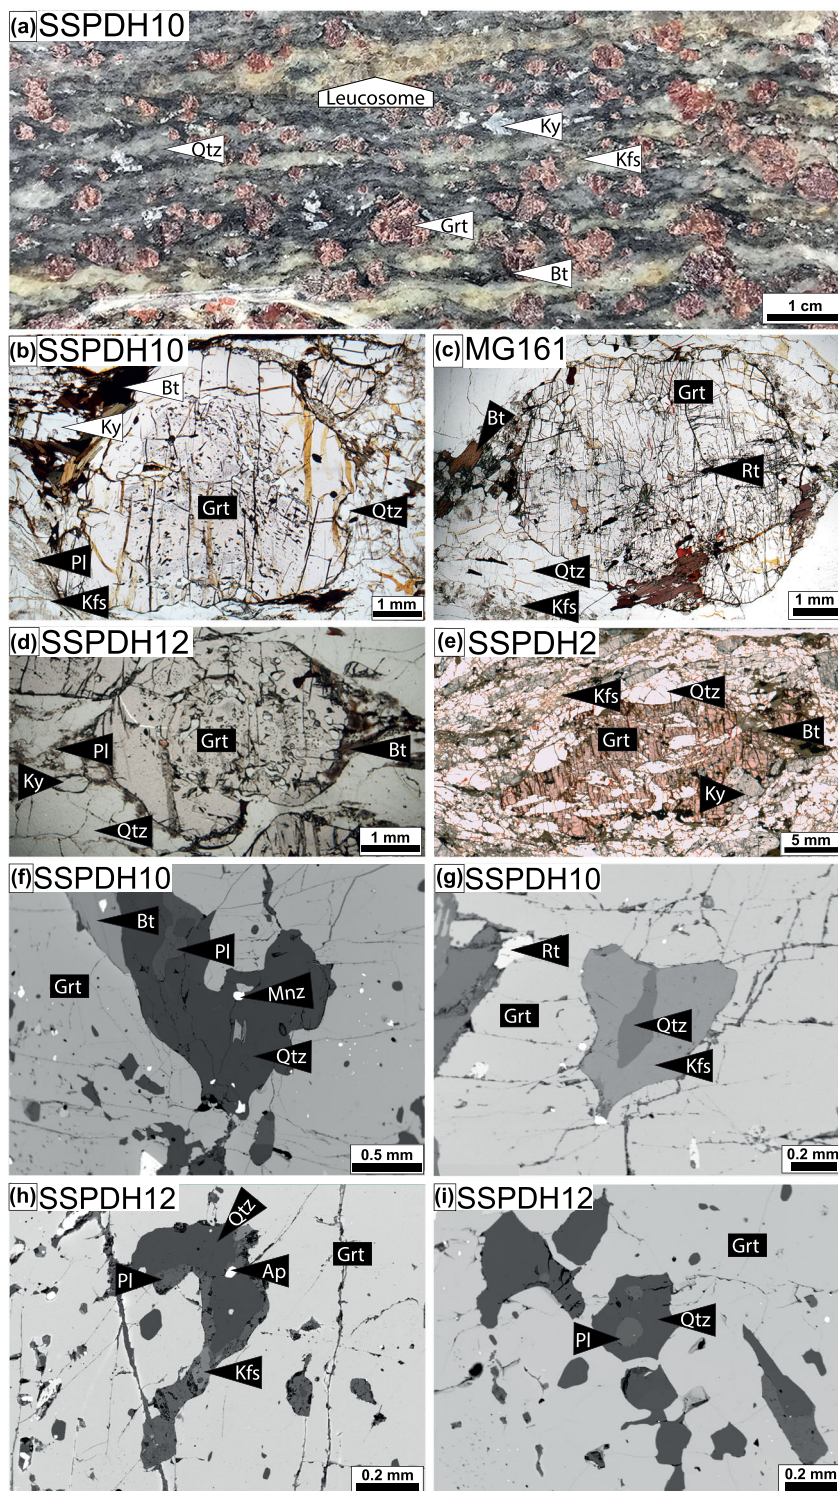 (a) SSPDH10
Leucosome
Ky
Qtz
Kfs
Grt
Bt
1 cm
(b) SSPDH10
Bt
Ky
Grt
Qtz
Pl
Kfs
1 mm
(c) MG161
Grt
Bt
Rt
Qtz
Kfs
1 mm
(d) SSPDH12
Grt
Pl
Bt
Ky
Qtz
1 mm
(e) SSPDH2
Kfs
Qtz
Grt
Bt
Ky
5 mm
(f) SSPDH10
Bt
Pl
Grt
Mnz
Qtz
0.5 mm
(g) SSPDH10
Rt
Grt
Qtz
Kfs
0.2 mm
(h) SSPDH12
Qtz
Grt
Pl
Ap
Kfs
0.2 mm
(i) SSPDH12
Grt
Qtz
Pl
0.2 mm